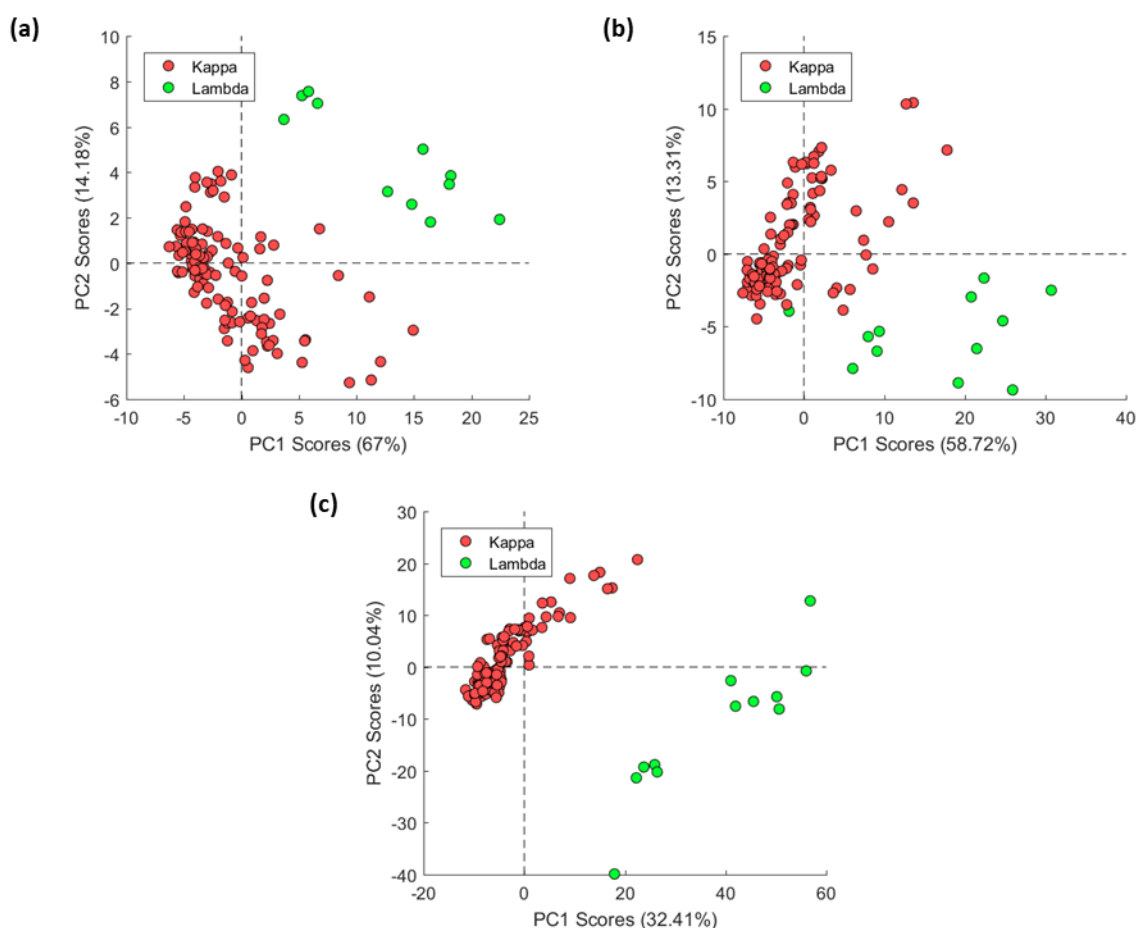 (a)
10
8
6
4
2
0
-2
-4
-6
PC2 Scores (14.18%)
Kappa
Lambda
-10
-5
0
5
10
15
20
25
PC1 Scores (67%)
(b)
15
10
5
0
-5
-10
PC2 Scores (13.31%)
Kappa
Lambda
-10
0
10
20
30
40
PC1 Scores (58.72%)
(c)
30
20
10
0
-10
-20
-30
-40
PC2 Scores (10.04%)
Kappa
Lambda
-20
0
20
40
60
PC1 Scores (32.41%)